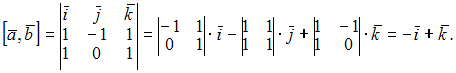 [a̅, b̅] = |i̅ j̅ k̅; 1 −1 1; 1 0 1| = |−1 1; 0 1| · i̅ − |1 1; 1 1| · j̅ + |1 −1; 1 0| · k̅ = −i̅ + k̅.